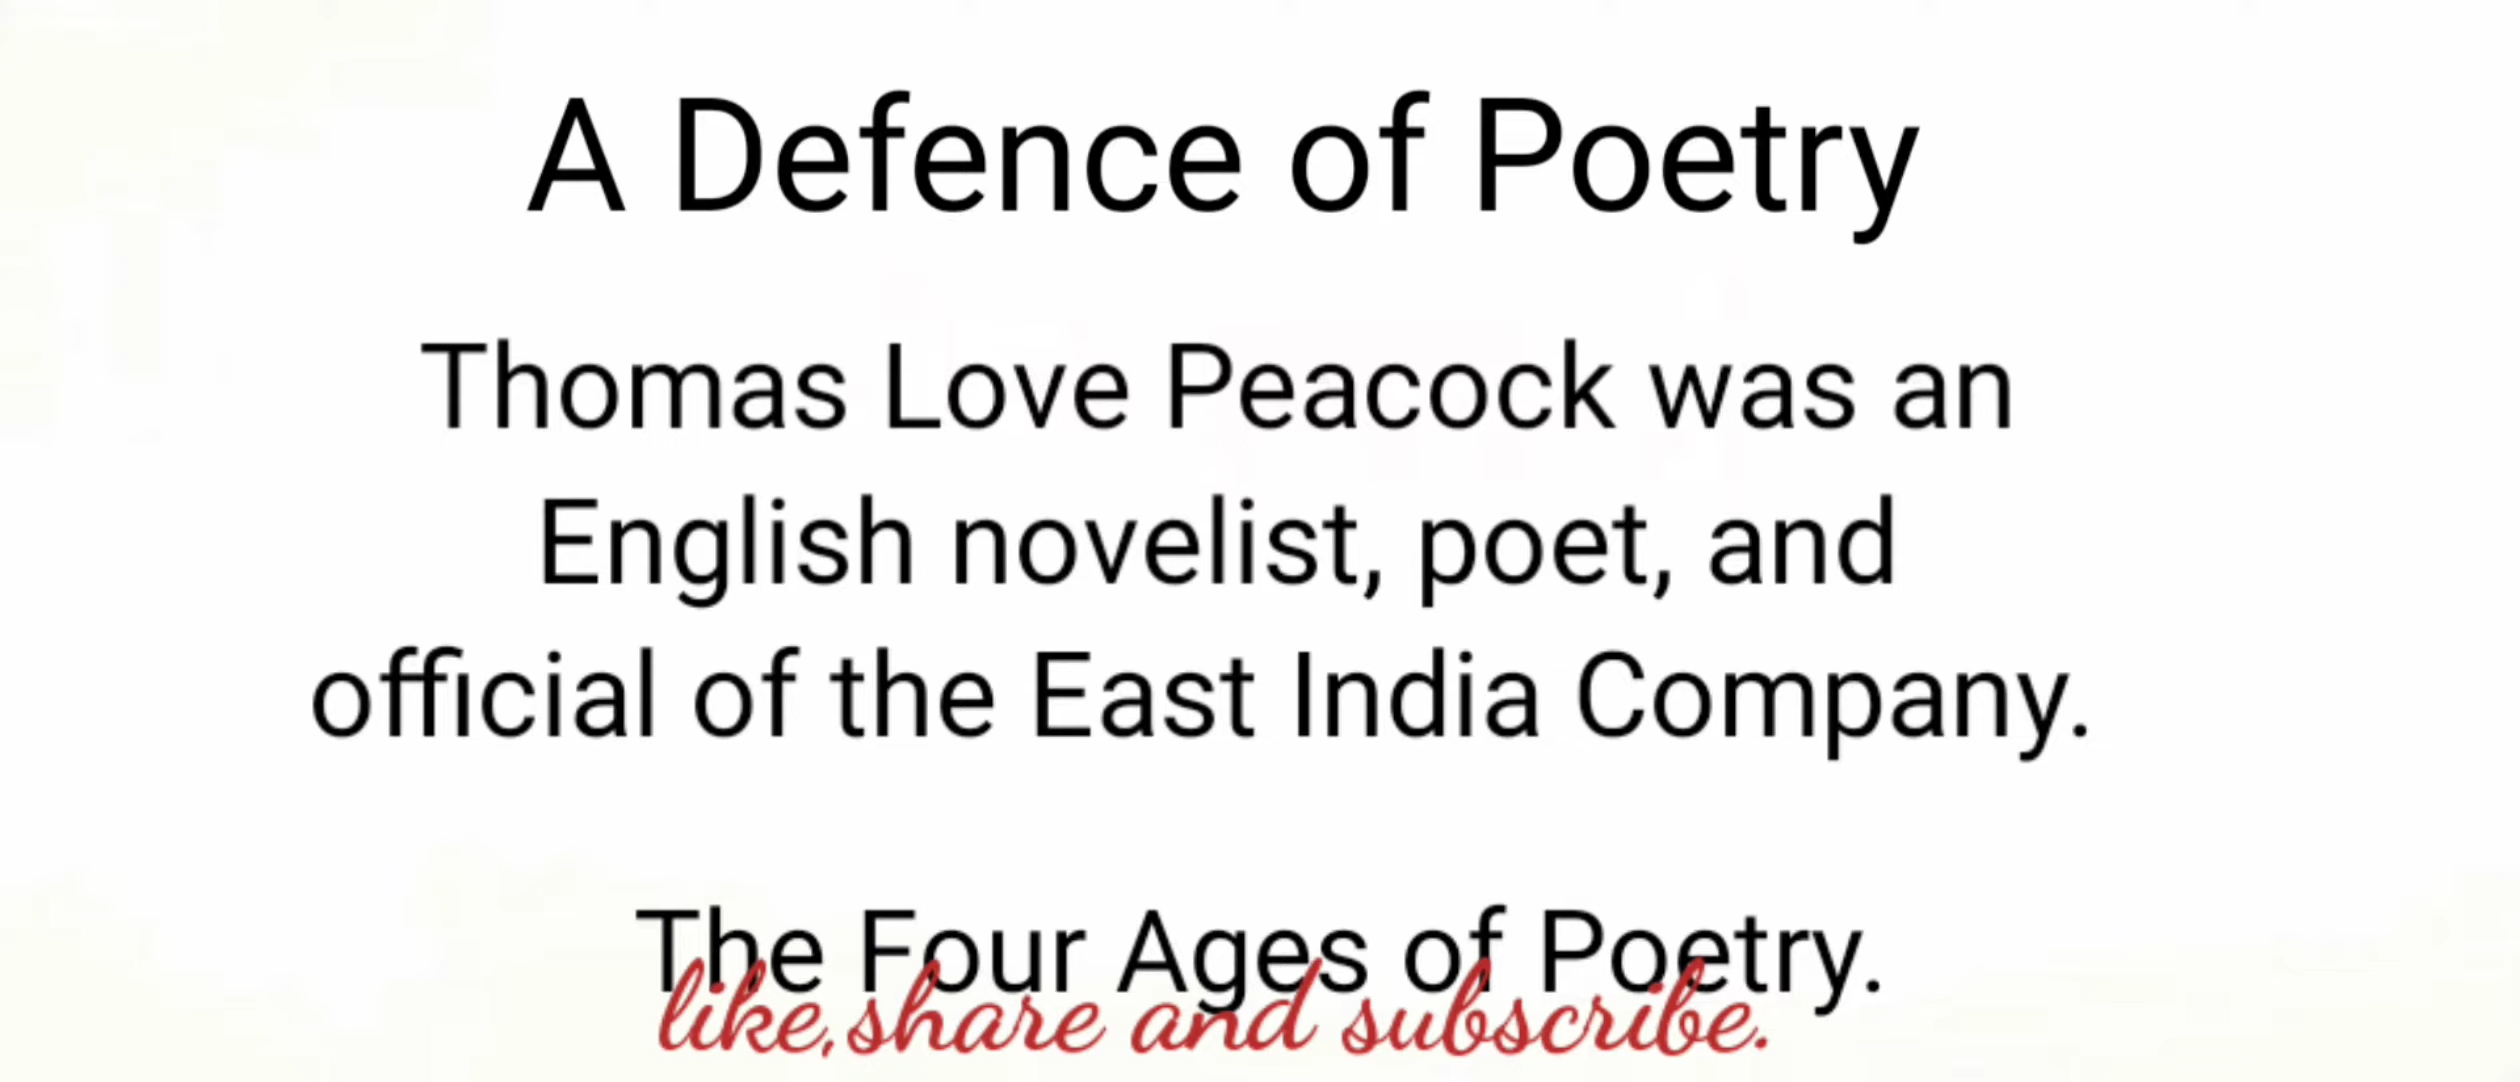 A Defence of Poetry
Thomas Love Peacock was an
English novelist, poet, and
official of the East India Company.
The Four Ages of Poetry.
like, share and subscribe.